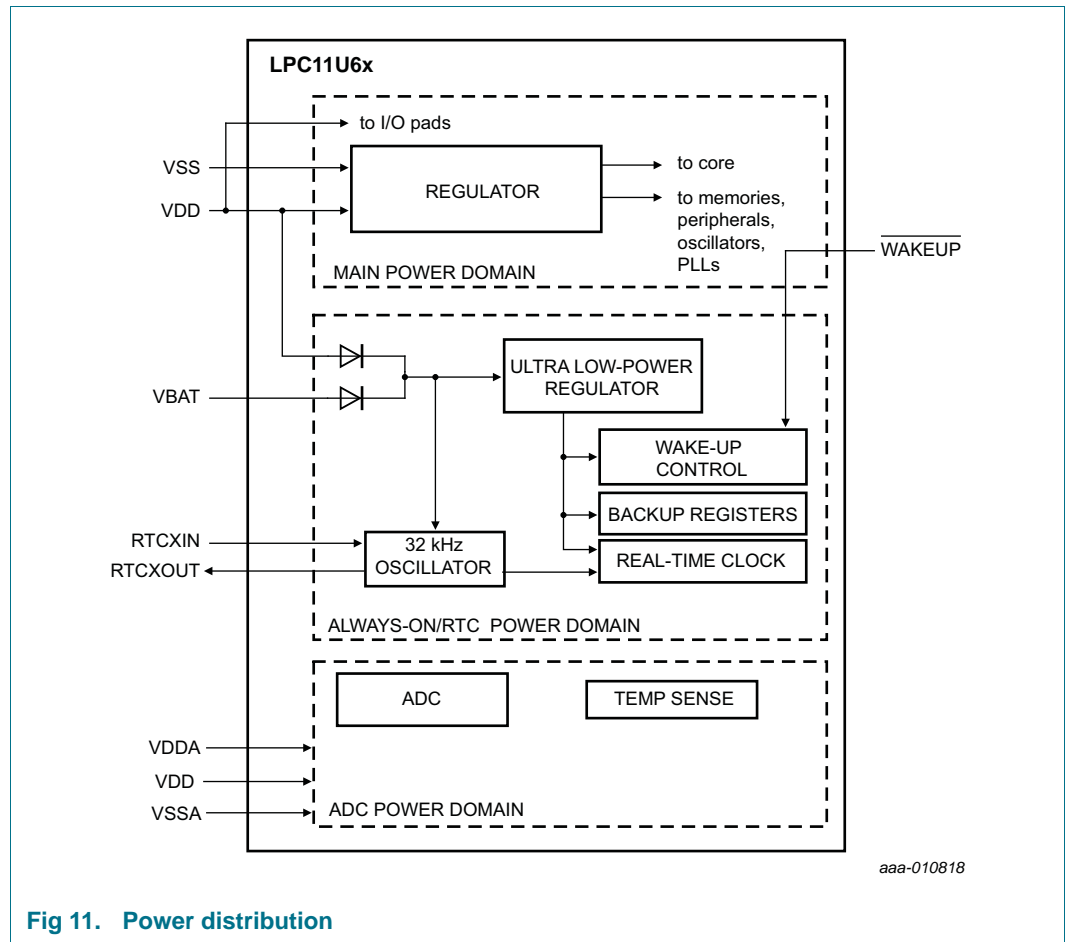 LPC11U6x
to I/O pads
VSS
REGULATOR
to core
VDD
to memories,
peripherals,
oscillators,
PLLs
WAKEUP
MAIN POWER DOMAIN
ULTRA LOW-POWER
REGULATOR
VBAT
WAKE-UP
CONTROL
BACKUP REGISTERS
RTCXIN
RTCXOUT
32 kHz
OSCILLATOR
REAL-TIME CLOCK
ALWAYS-ON/RTC POWER DOMAIN
ADC
TEMP SENSE
VDDA
VDD
VSSA
ADC POWER DOMAIN
aaa-010818
Fig 11. Power distribution